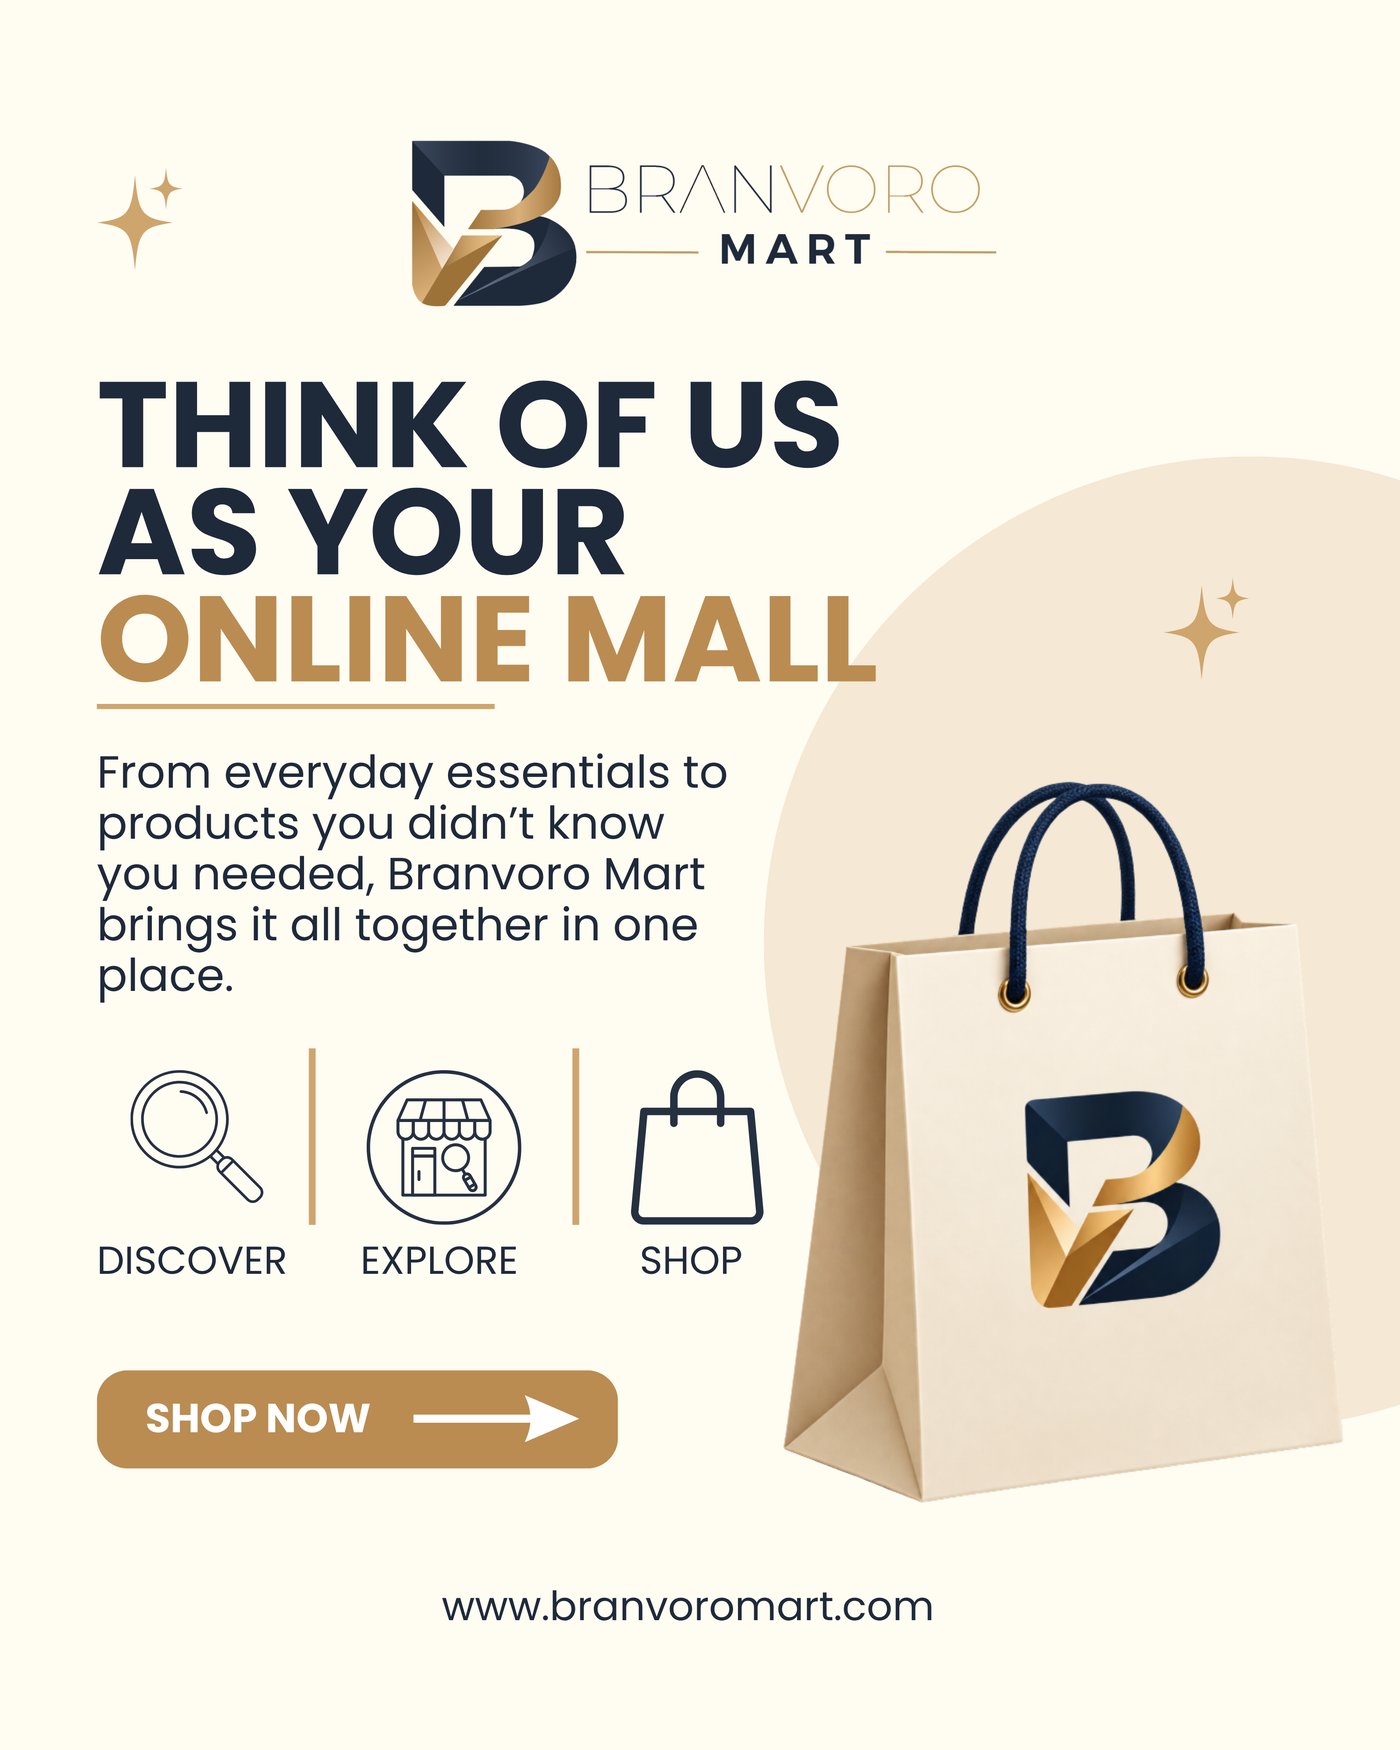 BRANVORO
MART
THINK OF US
AS YOUR
ONLINE MALL
From everyday essentials to
products you didn’t know
you needed, Branvoro Mart
brings it all together in one
place.
DISCOVER
EXPLORE
SHOP
SHOP NOW
www.branvoromart.com